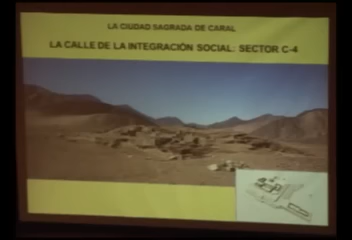 LA CIUDAD SAGRADA DE CARAL
LA CALLE DE LA INTEGRACIÓN SOCIAL: SECTOR C-4